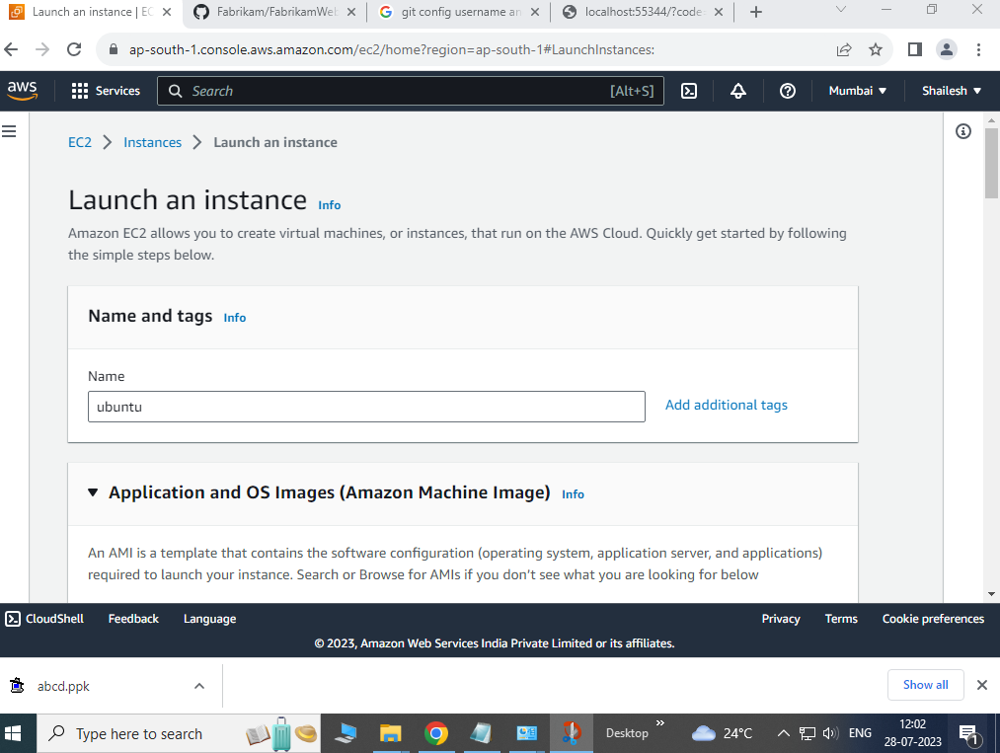 Launch an instance | EC
Fabrikam/FabrikamWeb
git config username an
localhost:55344/?code
ap-south-1.console.aws.amazon.com/ec2/home?region=ap-south-1#LaunchInstances:
aws
Services
Search
[Alt+S]
Mumbai
Shailesh
EC2 > Instances > Launch an instance
Launch an instance Info
Amazon EC2 allows you to create virtual machines, or instances, that run on the AWS Cloud. Quickly get started by following
the simple steps below.
Name and tags Info
Name
ubuntu
Add additional tags
Application and OS Images (Amazon Machine Image) Info
An AMI is a template that contains the software configuration (operating system, application server, and applications)
required to launch your instance. Search or Browse for AMIs if you don’t see what you are looking for below
CloudShell Feedback Language
Privacy Terms Cookie preferences
© 2023, Amazon Web Services India Private Limited or its affiliates.
abcd.ppk
Show all
Type here to search
Desktop
24°C
ENG
12:02
28-07-2023
1